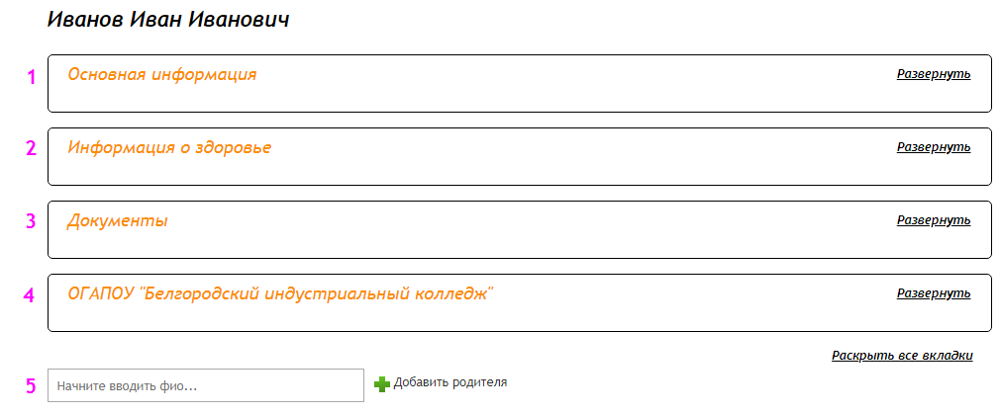 Иванов Иван Иванович
1 Основная информация Развернуть
2 Информация о здоровье Развернуть
3 Документы Развернуть
4 ОГАПОУ "Белгородский индустриальный колледж" Развернуть
Раскрыть все вкладки
5 Начните вводить фио... Добавить родителя